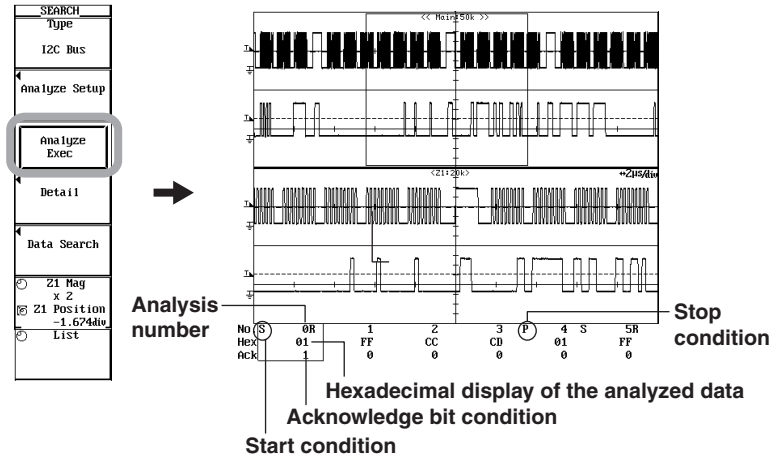 SEARCH
Type
I2C Bus
Analyze Setup
Analyze
Exec
Detail
Data Search
Z1 Mag
x 2
Z1 Position
-1.674div
List
<< Main:50k >>
T
T
<Z1:20k>
↔2µs/div
T
T
Analysis
number
No S 0R 1 2 3 P 4 S 5R
Hex 01 FF CC CD 01 FF
Ack 1 0 0 0 0 0
Stop
condition
Hexadecimal display of the analyzed data
Acknowledge bit condition
Start condition